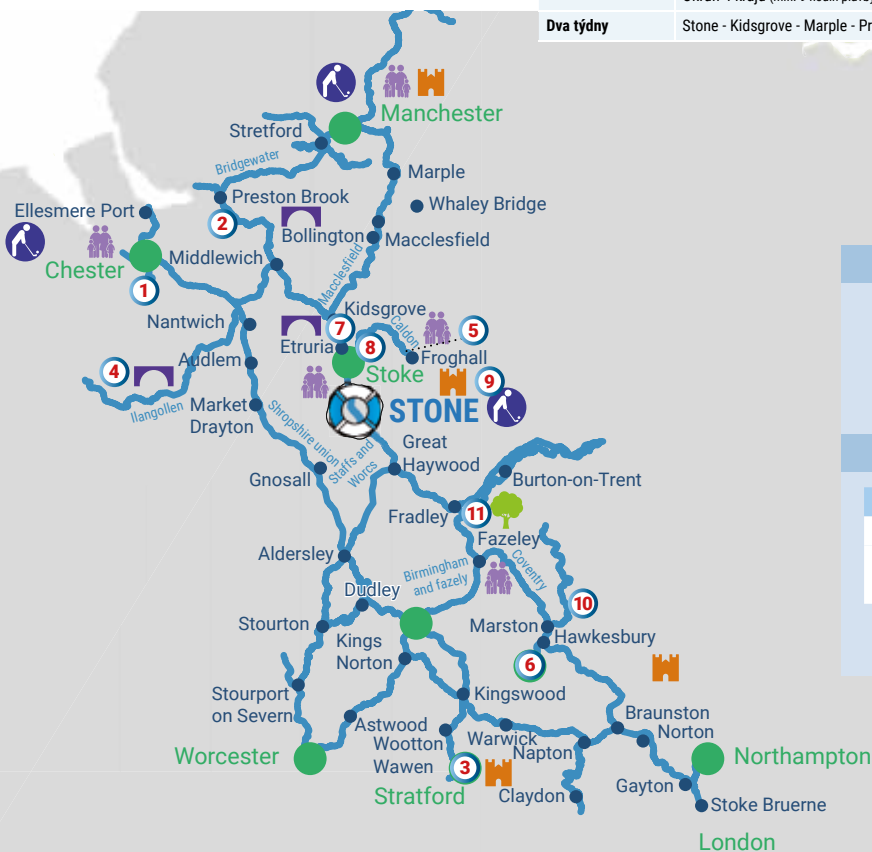 Dva týdny
Stone - Kidsgrove - Marple - Pr
Manchester
Stretford
Bridgewater
Marple
Preston Brook
Whaley Bridge
Ellesmere Port
2
Bollington
Macclesfield
Middlewich
Chester
Macclesfield
1
Kidsgrove
Nantwich
7
Caldon
5
Etruria
8
Froghall
Audlem
Stoke
4
9
llangollen
Market
Drayton
STONE
Shropshire union
Staffs and
Worcs
Great
Haywood
Gnosall
Burton-on-Trent
Fradley
11
Fazeley
Aldersley
Birmingham
and fazely
Coventry
Dudley
10
Stourton
Marston
Kings
Norton
Hawkesbury
6
Stourport
on Severn
Kingswood
Astwood
Braunston
Wootton
Wawen
Warwick
Norton
Napton
Worcester
Northampton
3
Stratford
Claydon
Gayton
Stoke Bruerne
London